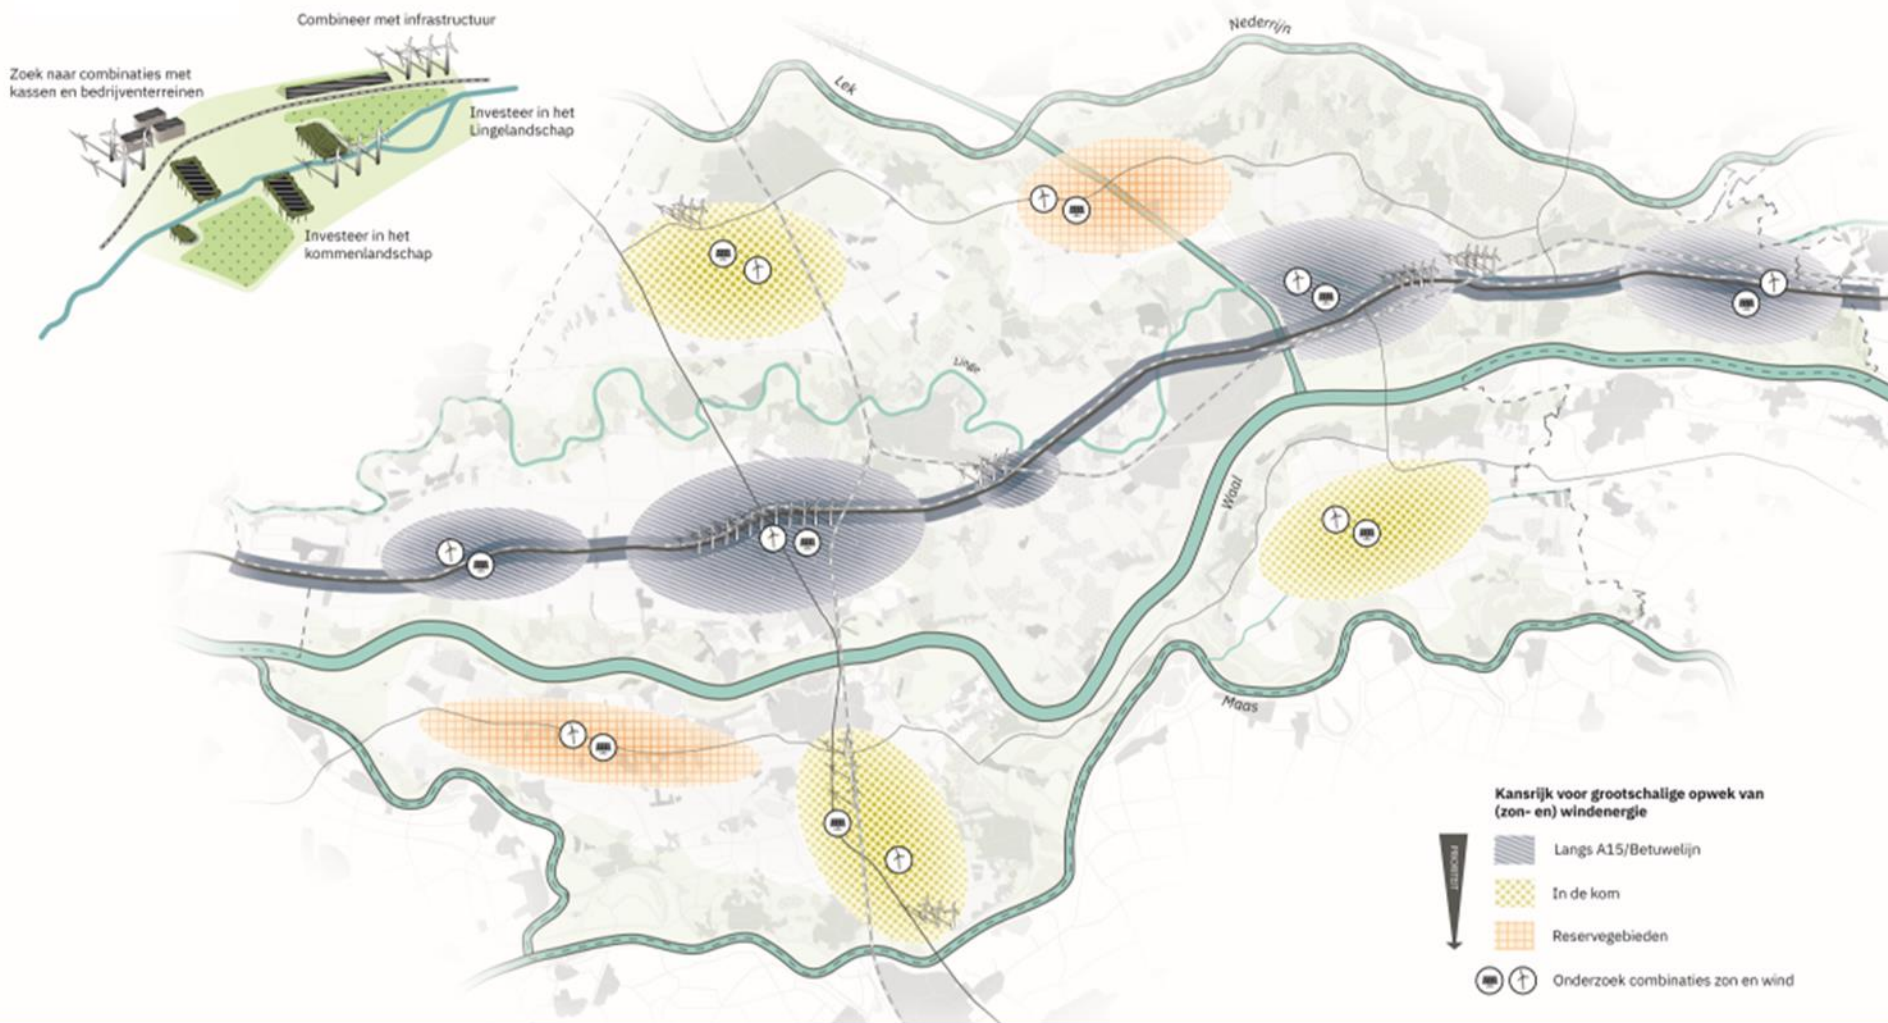 Combineer met infrastructuur
Zoek naar combinaties met
kassen en bedrijventerreinen
Investeer in het
Lingelandschap
Investeer in het
kommenlandschap
Nederrijn
Lek
Linge
Waal
Maas
Kansrijk voor grootschalige opwek van
(zon- en) windenergie
PRIORITEIT
Langs A15/Betuwelijn
In de kom
Reservegebieden
Onderzoek combinaties zon en wind